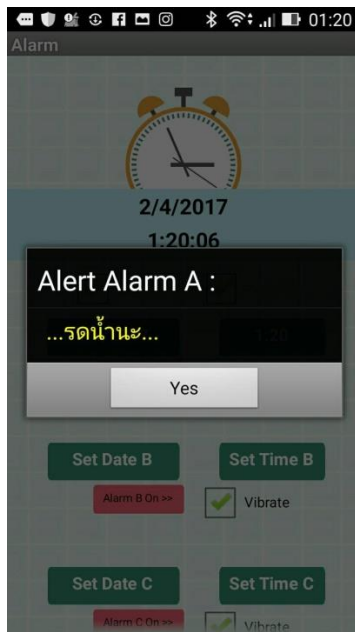 01:20
Alarm
2/4/2017
1:20:06
Alert Alarm A :
...รดน้ำนะ...
1:20
Yes
Set Date B Set Time B
Alarm B On >> Vibrate
Set Date C Set Time C
Alarm C On >> Vibrate